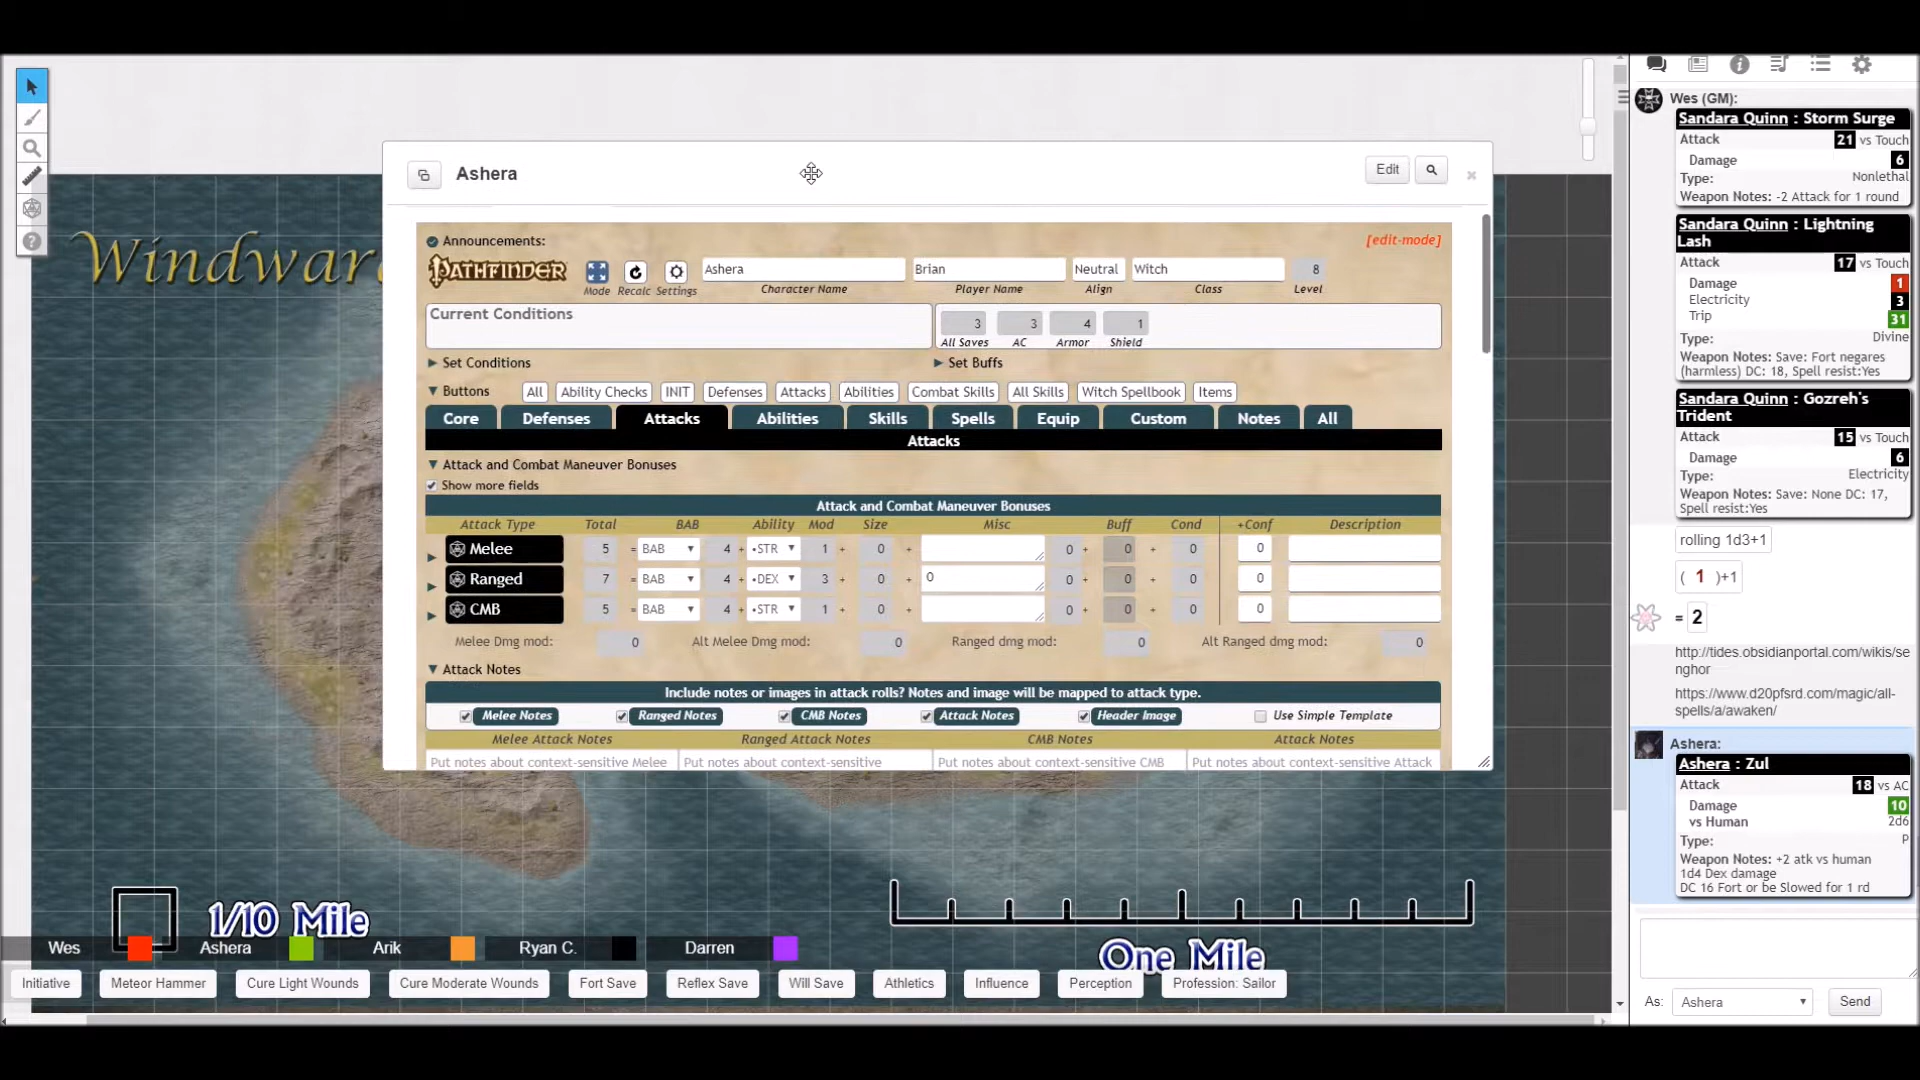 Windwar
Ashera
Edit
Announcements:
[edit-mode]
PATHFINDER
Mode Recalc Settings
Ashera Brian Neutral Witch 8
Character Name Player Name Align Class Level
Current Conditions
3 3 4 1
All Saves AC Armor Shield
Set Conditions
Set Buffs
Buttons All Ability Checks INIT Defenses Attacks Abilities Combat Skills All Skills Witch Spellbook Items
Core Defenses Attacks Abilities Skills Spells Equip Custom Notes All
Attacks
Attack and Combat Maneuver Bonuses
Show more fields
Attack and Combat Maneuver Bonuses
Attack Type Total BAB Ability Mod Size Misc Buff Cond +Conf Description
Melee 5 = BAB 4 + •STR 1 + 0 + 0 + 0 + 0 0
Ranged 7 = BAB 4 + •DEX 3 + 0 + 0 0 + 0 + 0 0
CMB 5 = BAB 4 + •STR 1 + 0 + 0 + 0 + 0 0
Melee Dmg mod: 0 Alt Melee Dmg mod: 0 Ranged dmg mod: 0 Alt Ranged dmg mod: 0
Attack Notes
Include notes or images in attack rolls? Notes and image will be mapped to attack type.
Melee Notes Ranged Notes CMB Notes Attack Notes Header Image Use Simple Template
Melee Attack Notes Ranged Attack Notes CMB Notes Attack Notes
Put notes about context-sensitive Melee Put notes about context-sensitive Put notes about context-sensitive CMB Put notes about context-sensitive Attack
1/10 Mile
One Mile
Wes Ashera Arik Ryan C. Darren
Initiative Meteor Hammer Cure Light Wounds Cure Moderate Wounds Fort Save Reflex Save Will Save Athletics Influence Perception Profession: Sailor
Wes (GM):
Sandara Quinn : Storm Surge
Attack 21 vs Touch
Damage 6
Type: Nonlethal
Weapon Notes: -2 Attack for 1 round
Sandara Quinn : Lightning
Lash
Attack 17 vs Touch
Damage 1
Electricity 3
Trip 31
Type: Divine
Weapon Notes: Save: Fort negares
(harmless) DC: 18, Spell resist:Yes
Sandara Quinn : Gozreh's
Trident
Attack 15 vs Touch
Damage 6
Type: Electricity
Weapon Notes: Save: None DC: 17,
Spell resist:Yes
rolling 1d3+1
( 1 )+1
= 2
http://tides.obsidianportal.com/wikis/se
nghor
https://www.d20pfsrd.com/magic/all-
spells/a/awaken/
Ashera:
Ashera : Zul
Attack 18 vs AC
Damage 10
vs Human 2d6
Type: P
Weapon Notes: +2 atk vs human
1d4 Dex damage
DC 16 Fort or be Slowed for 1 rd
As: Ashera Send